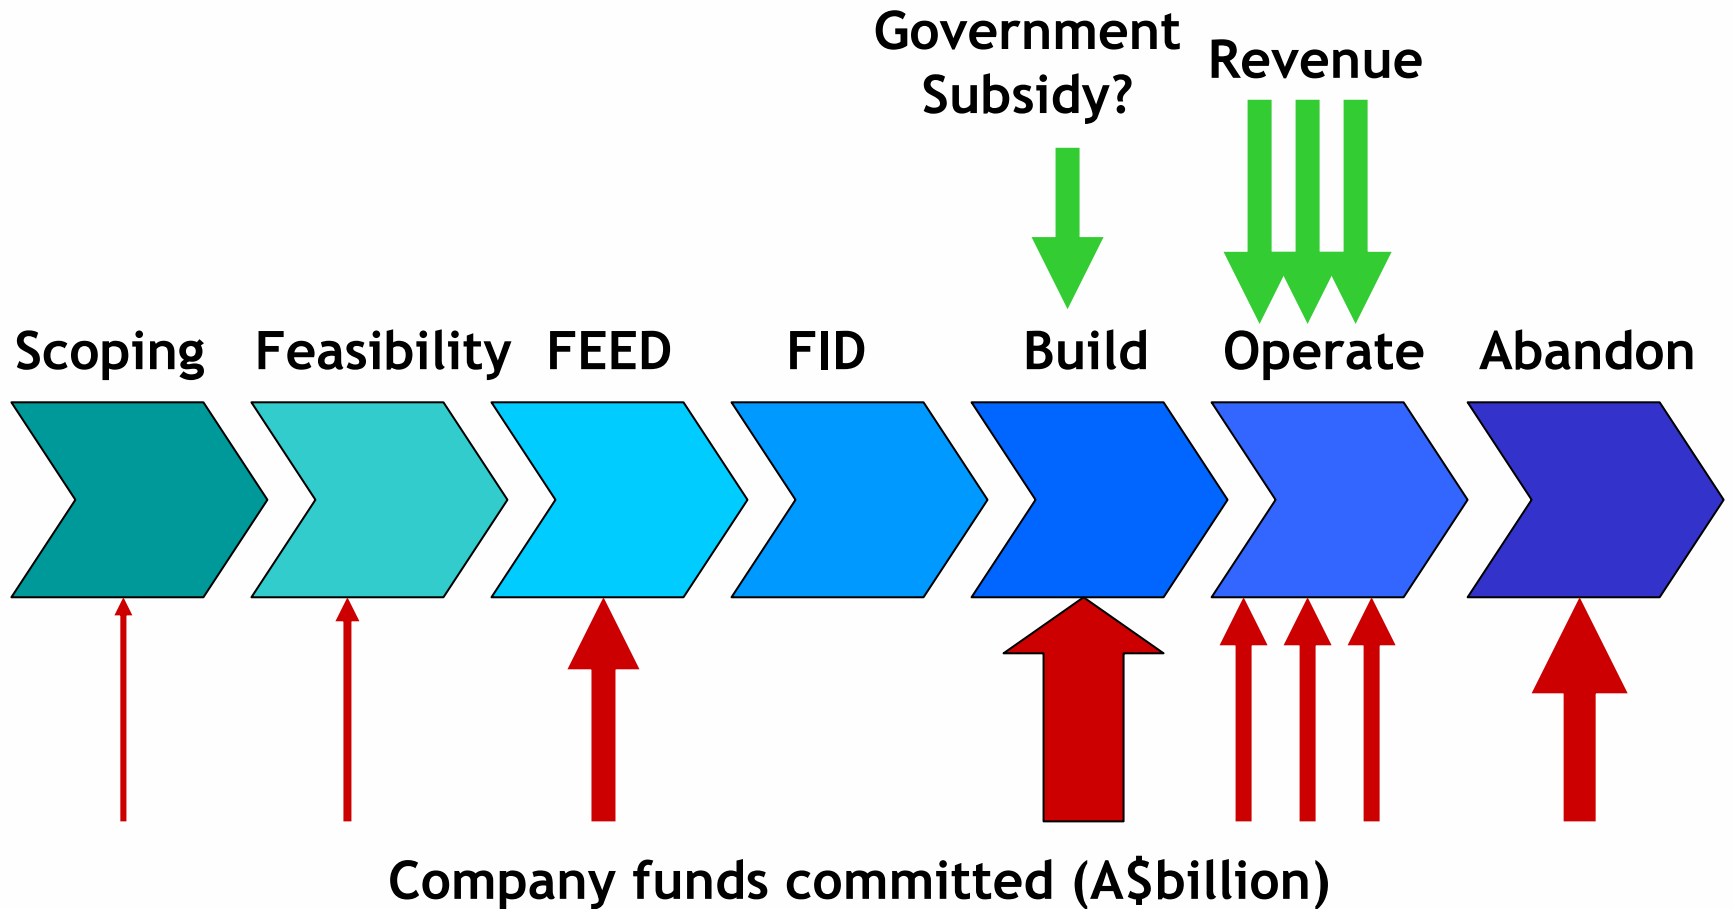 Government
Subsidy?
Revenue
Scoping
Feasibility
FEED
FID
Build
Operate
Abandon
Company funds committed (A$billion)